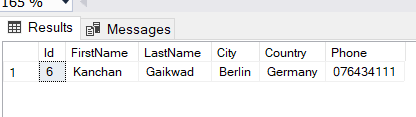 165 %
Results Messages
Id FirstName LastName City Country Phone
1 6 Kanchan Gaikwad Berlin Germany 076434111